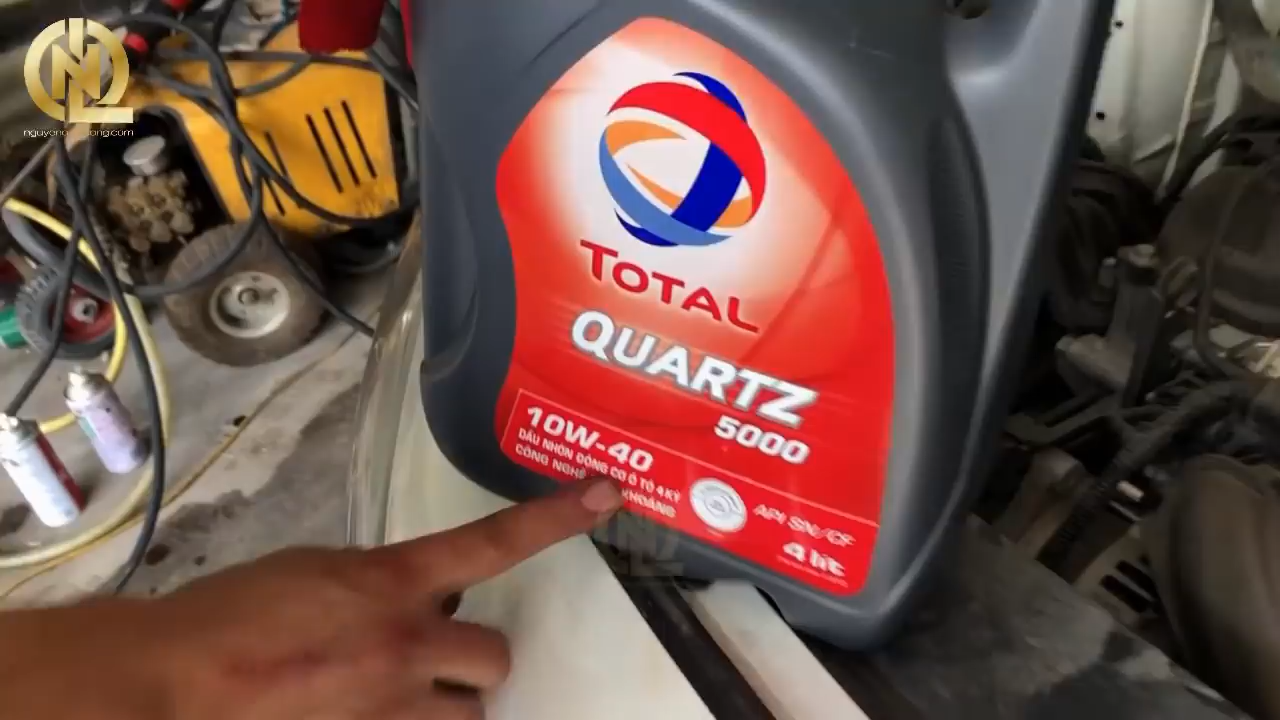 TOTAL
QUARTZ
5000
10W-40
DẦU NHỜN ĐỘNG CƠ Ô TÔ 4 KỲ
CÔNG NGHỆ KHOÁNG
API SN/CF
4 lít